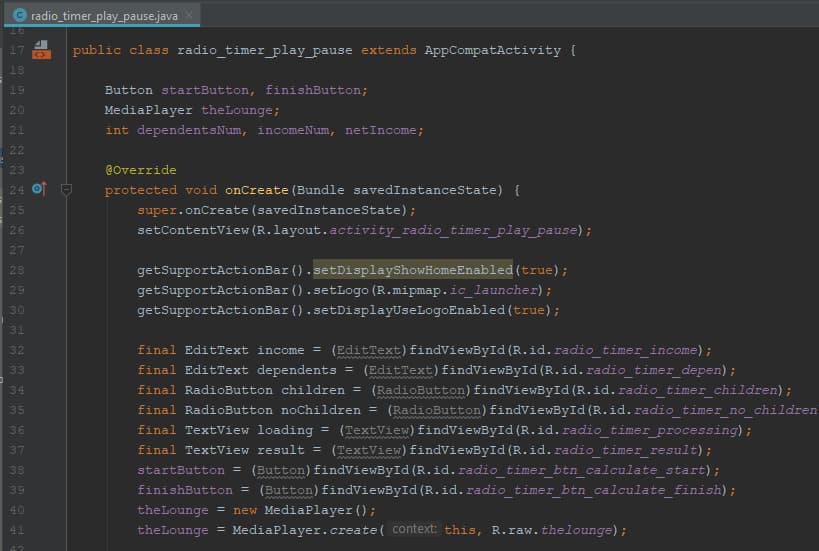 radio_timer_play_pause.java
16
17 public class radio_timer_play_pause extends AppCompatActivity {
18
19 Button startButton, finishButton;
20 MediaPlayer theLounge;
21 int dependentsNum, incomeNum, netIncome;
22
23 @Override
24 protected void onCreate(Bundle savedInstanceState) {
25 super.onCreate(savedInstanceState);
26 setContentView(R.layout.activity_radio_timer_play_pause);
27
28 getSupportActionBar().setDisplayShowHomeEnabled(true);
29 getSupportActionBar().setLogo(R.mipmap.ic_launcher);
30 getSupportActionBar().setDisplayUseLogoEnabled(true);
31
32 final EditText income = (EditText)findViewById(R.id.radio_timer_income);
33 final EditText dependents = (EditText)findViewById(R.id.radio_timer_depen);
34 final RadioButton children = (RadioButton)findViewById(R.id.radio_timer_children);
35 final RadioButton noChildren = (RadioButton)findViewById(R.id.radio_timer_no_children
36 final TextView loading = (TextView)findViewById(R.id.radio_timer_processing);
37 final TextView result = (TextView)findViewById(R.id.radio_timer_result);
38 startButton = (Button)findViewById(R.id.radio_timer_btn_calculate_start);
39 finishButton = (Button)findViewById(R.id.radio_timer_btn_calculate_finish);
40 theLounge = new MediaPlayer();
41 theLounge = MediaPlayer.create( context: this, R.raw.thelounge);
42